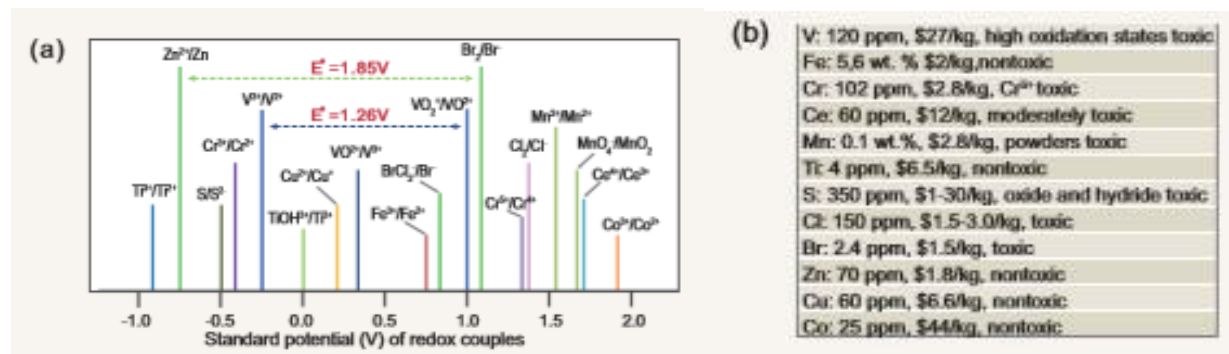 (a)
Zn²⁺/Zn
Br₂/Br⁻
E°=1.85V
V³⁺/V²⁺
VO₂⁺/VO²⁺
E°=1.26V
Mn³⁺/Mn²⁺
Cr³⁺/Cr²⁺
VO²⁺/V³⁺
Cl₂/Cl⁻
MnO₄⁻/MnO₂
Cu²⁺/Cu⁺
BrCl₂⁻/Br⁻
Ce⁴⁺/Ce³⁺
Ti³⁺/Ti²⁺
S/S²⁻
TiOH³⁺/Ti³⁺
Fe³⁺/Fe²⁺
Cr⁵⁺/Cr⁴⁺
Co³⁺/Co²⁺
-1.0 -0.5 0.0 0.5 1.0 1.5 2.0
Standard potential (V) of redox couples
(b)
V: 120 ppm, $27/kg, high oxidation states toxic
Fe: 5,6 wt. % $2/kg,nontoxic
Cr: 102 ppm, $2.8/kg, Cr⁶⁺ toxic
Ce: 60 ppm, $12/kg, moderately toxic
Mn: 0.1 wt.%, $2.8/kg, powders toxic
Ti: 4 ppm, $6.5/kg, nontoxic
S: 350 ppm, $1-30/kg, oxide and hydride toxic
Cl: 150 ppm, $1.5-3.0/kg, toxic
Br: 2.4 ppm, $1.5/kg, toxic
Zn: 70 ppm, $1.8/kg, nontoxic
Cu: 60 ppm, $6.6/kg, nontoxic
Co: 25 ppm, $44/kg, nontoxic